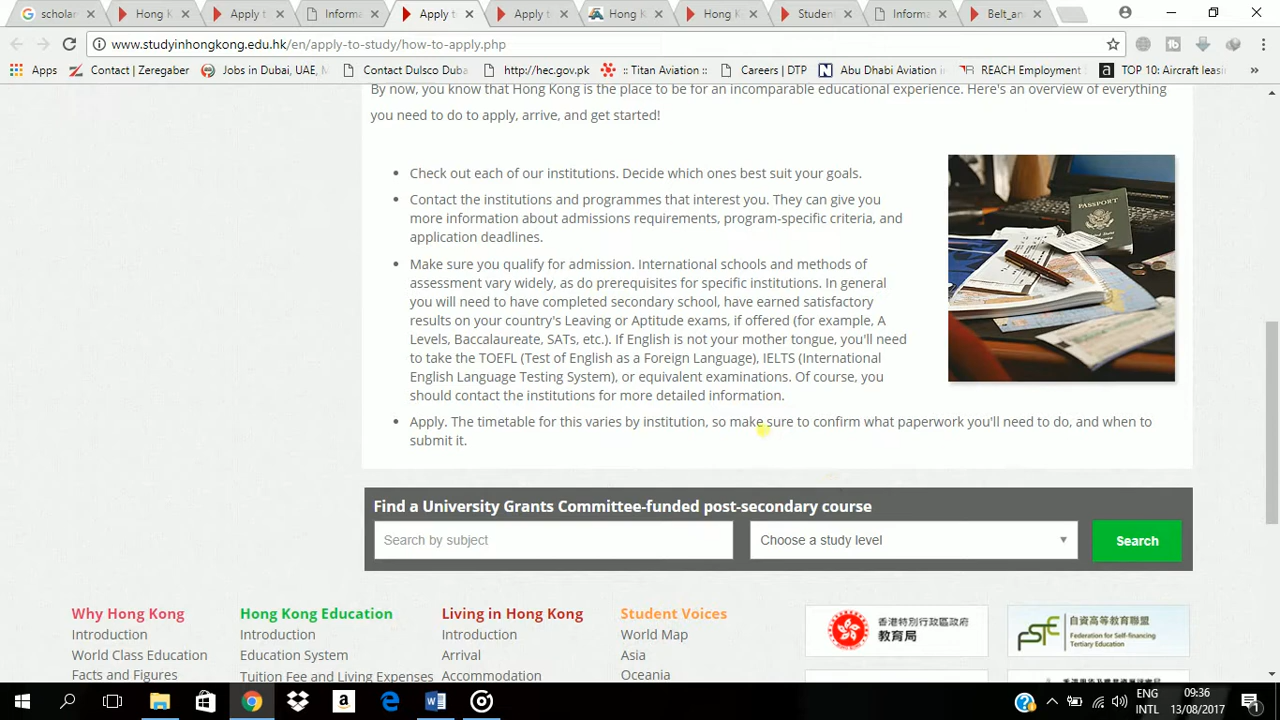 scholar
Hong K
Apply t
Informa
Apply t
Apply to
Hong K
Hong K
Student
Informa
Belt_an
www.studyinhongkong.edu.hk/en/apply-to-study/how-to-apply.php
Apps
Contact | Zeregaber
Jobs in Dubai, UAE, M
Contact Dulsco Duba
http://hec.gov.pk
:: Titan Aviation ::
Careers | DTP
Abu Dhabi Aviation in
REACH Employment S
TOP 10: Aircraft leasin
By now, you know that Hong Kong is the place to be for an incomparable educational experience. Here's an overview of everything
you need to do to apply, arrive, and get started!
Check out each of our institutions. Decide which ones best suit your goals.
Contact the institutions and programmes that interest you. They can give you
more information about admissions requirements, program-specific criteria, and
application deadlines.
PASSPORT
Make sure you qualify for admission. International schools and methods of
assessment vary widely, as do prerequisites for specific institutions. In general
you will need to have completed secondary school, have earned satisfactory
results on your country's Leaving or Aptitude exams, if offered (for example, A
Levels, Baccalaureate, SATs, etc.). If English is not your mother tongue, you'll need
to take the TOEFL (Test of English as a Foreign Language), IELTS (International
English Language Testing System), or equivalent examinations. Of course, you
should contact the institutions for more detailed information.
Apply. The timetable for this varies by institution, so make sure to confirm what paperwork you'll need to do, and when to
submit it.
Find a University Grants Committee-funded post-secondary course
Search by subject
Choose a study level
Search
Why Hong Kong
Introduction
World Class Education
Facts and Figures
Hong Kong Education
Introduction
Education System
Tuition Fee and Living Expenses
Living in Hong Kong
Introduction
Arrival
Accommodation
Student Voices
World Map
Asia
Oceania
香港特別行政區政府
教育局
自資高等教育聯盟
Federation for Self-financing
Tertiary Education
ENG
INTL
09:36
13/08/2017